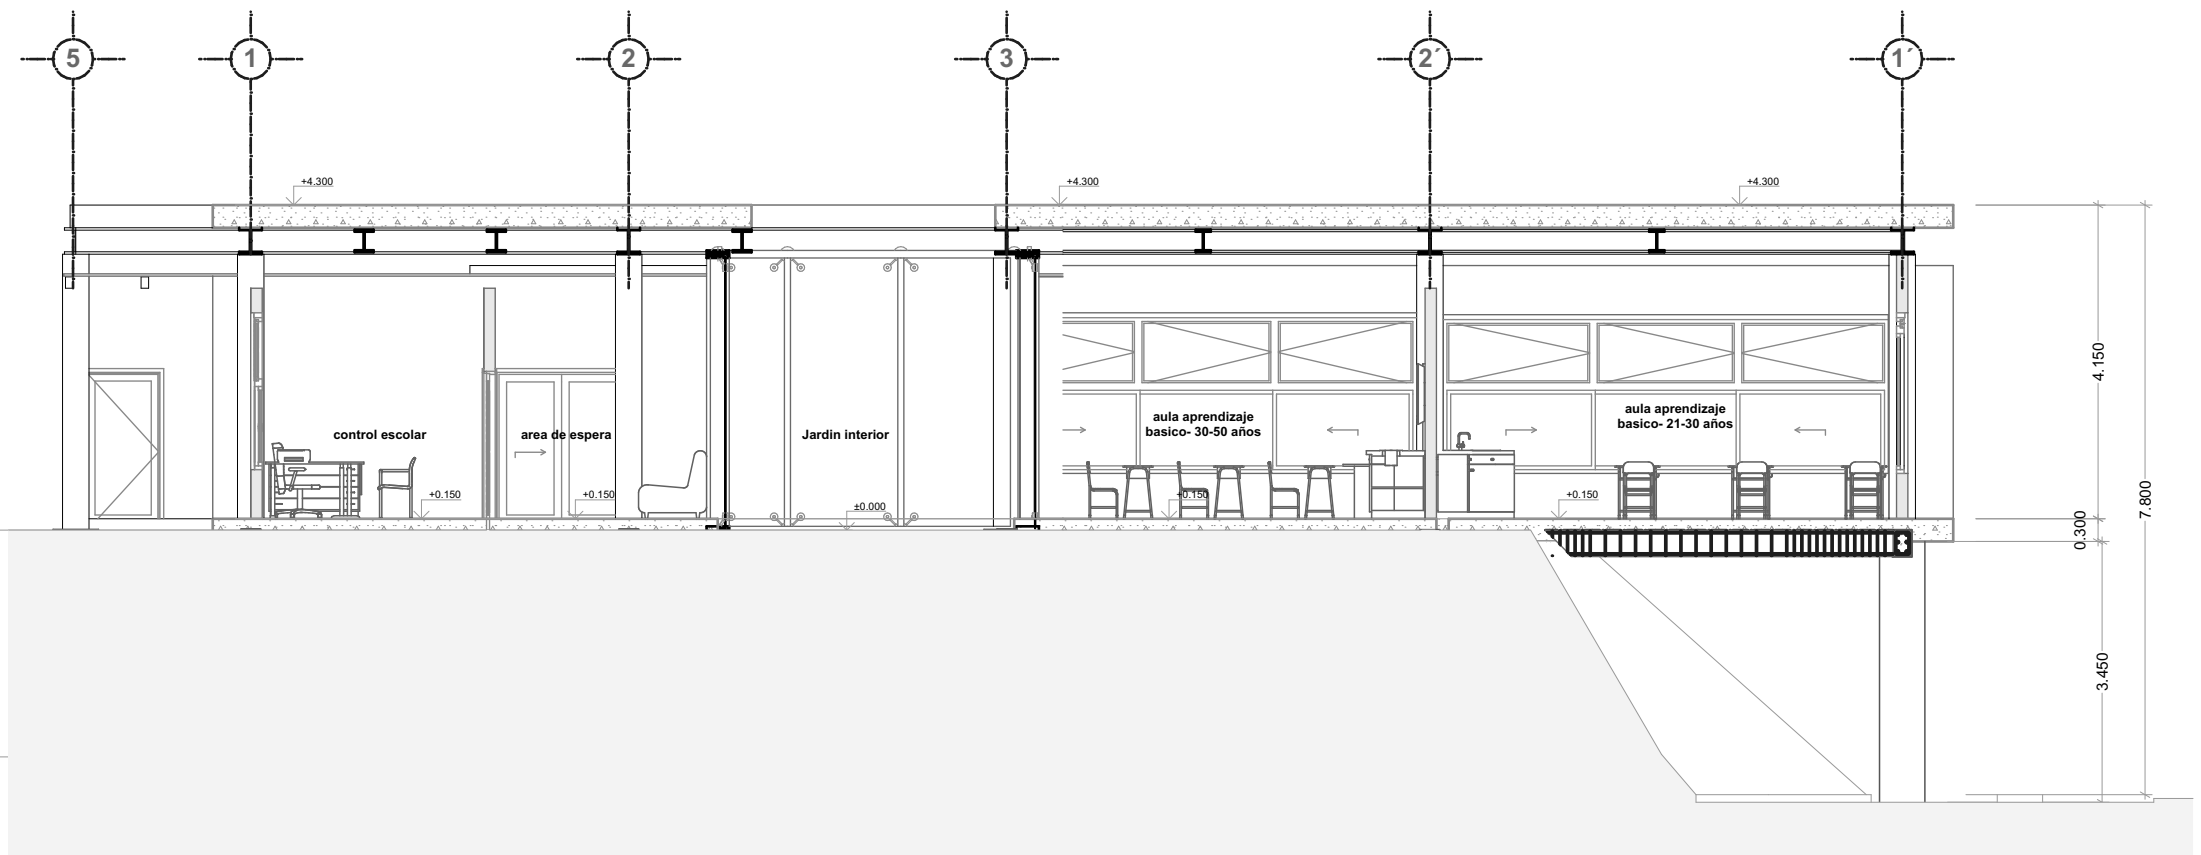 5
1
2
3
2´
1´
+4.300
+4.300
+4.300
4.150
7.800
aula aprendizaje
basico- 21-30 años
aula aprendizaje
basico- 30-50 años
control escolar
area de espera
Jardin interior
+0.150
+0.150
±0.000
+0.150
+0.150
0.300
3.450